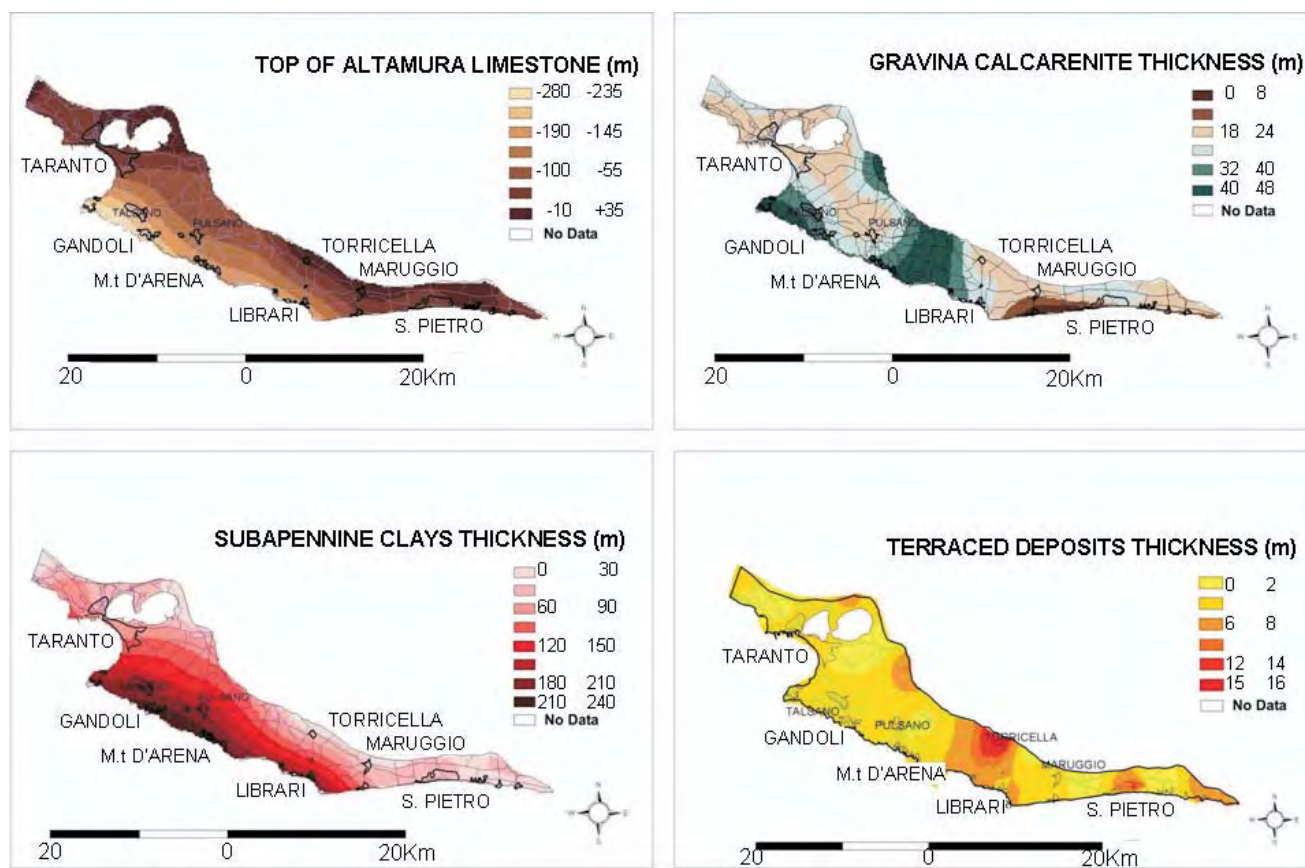 TOP OF ALTAMURA LIMESTONE (m)
-280 -235
-190 -145
-100 -55
-10 +35
No Data
TARANTO
TALSANO
PULSANO
GANDOLI
TORRICELLA
MARUGGIO
M.t D'ARENA
LIBRARI
S. PIETRO
N
W E
S
20 0 20Km
GRAVINA CALCARENITE THICKNESS (m)
0 8
18 24
32 40
40 48
No Data
TARANTO
TALSANO
PULSANO
GANDOLI
TORRICELLA
MARUGGIO
M.t D'ARENA
LIBRARI
S. PIETRO
N
W E
S
20 0 20Km
SUBAPENNINE CLAYS THICKNESS (m)
0 30
60 90
120 150
180 210
210 240
No Data
TARANTO
PULSANO
GANDOLI
TORRICELLA
MARUGGIO
M.t D'ARENA
LIBRARI
S. PIETRO
N
W E
S
20 0 20Km
TERRACED DEPOSITS THICKNESS (m)
0 2
6 8
12 14
15 16
No Data
TARANTO
TALSANO
PULSANO
GANDOLI
TORRICELLA
MARUGGIO
M.t D'ARENA
LIBRARI
S. PIETRO
N
W E
S
20 0 20Km